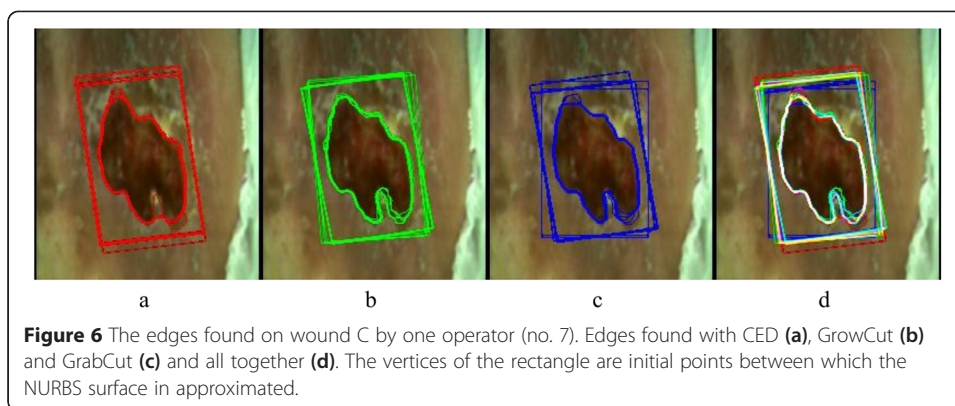 a b c d
Figure 6 The edges found on wound C by one operator (no. 7). Edges found with CED (a), GrowCut (b)
and GrabCut (c) and all together (d). The vertices of the rectangle are initial points between which the
NURBS surface in approximated.